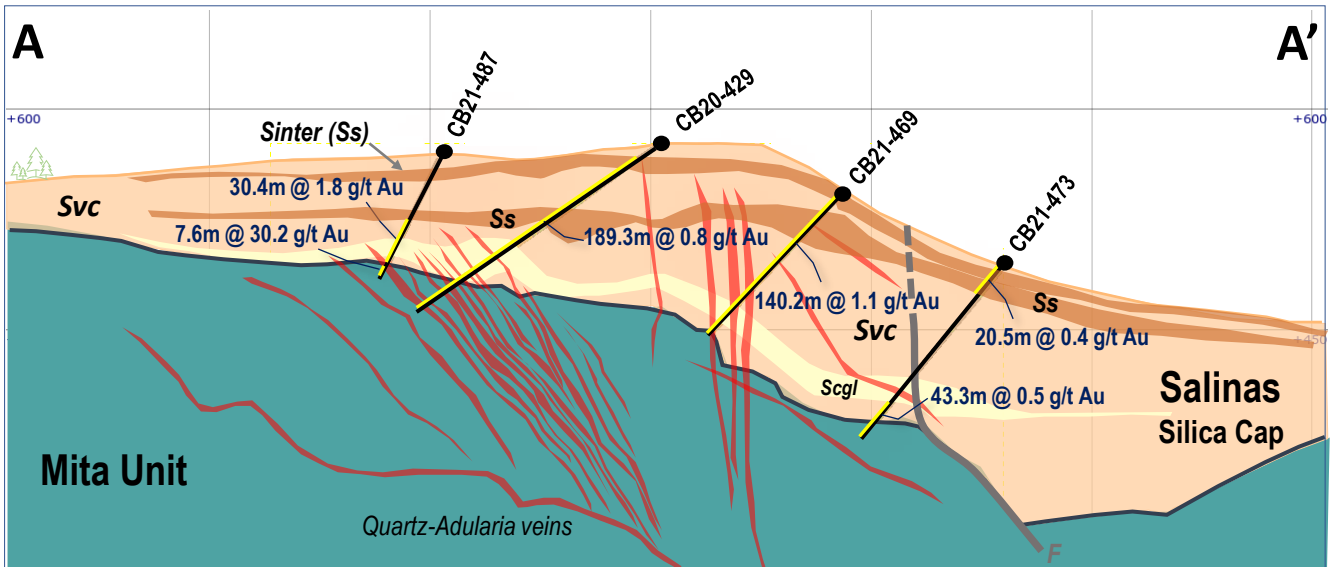 A
A'
CB21-487
CB20-429
+600
+600
Sinter (Ss)
CB21-469
30.4m @ 1.8 g/t Au
CB21-473
Svc
Ss
7.6m @ 30.2 g/t Au
189.3m @ 0.8 g/t Au
140.2m @ 1.1 g/t Au
Ss
Svc
20.5m @ 0.4 g/t Au
+450
Scgl
Salinas
43.3m @ 0.5 g/t Au
Silica Cap
Mita Unit
Quartz-Adularia veins
F